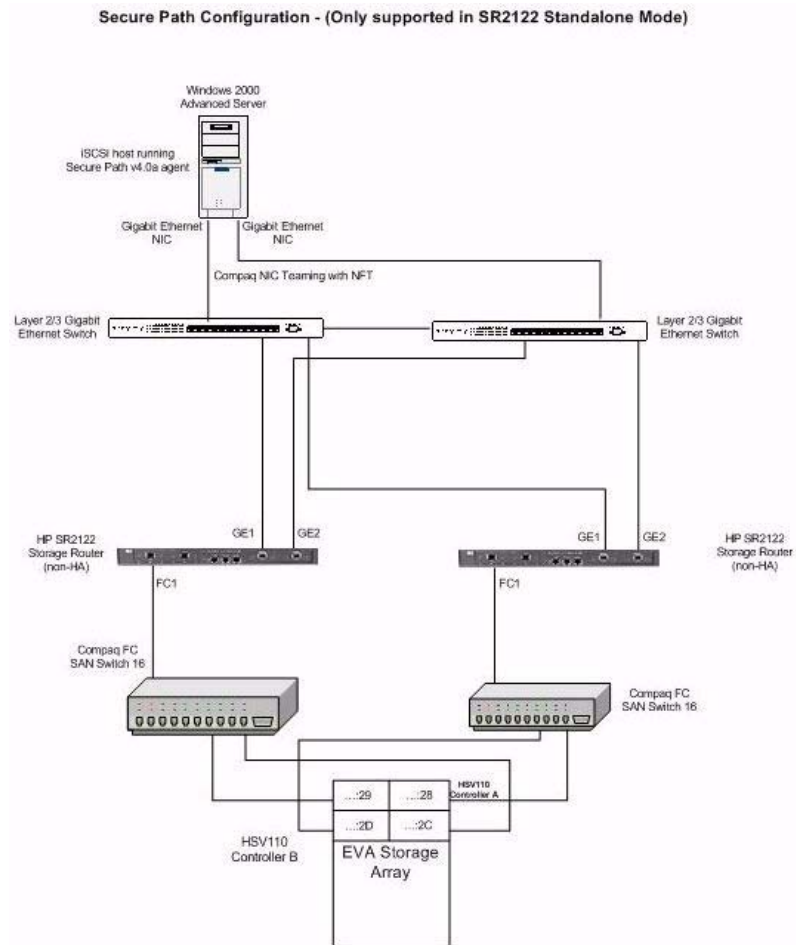 Secure Path Configuration - (Only supported in SR2122 Standalone Mode)
Windows 2000
Advanced Server
iSCSI host running
Secure Path v4.0a agent
Gigabit Ethernet
NIC
Gigabit Ethernet
NIC
Compaq NIC Teaming with NFT
Layer 2/3 Gigabit
Ethernet Switch
Layer 2/3 Gigabit
Ethernet Switch
HP SR2122
Storage Router
(non-HA)
GE1
GE2
FC1
GE1
GE2
HP SR2122
Storage Router
(non-HA)
FC1
Compaq FC
SAN Switch 16
Compaq FC
SAN Switch 16
...:29
...:28
HSV110
Controller A
...:2D
...:2C
HSV110
Controller B
EVA Storage
Array